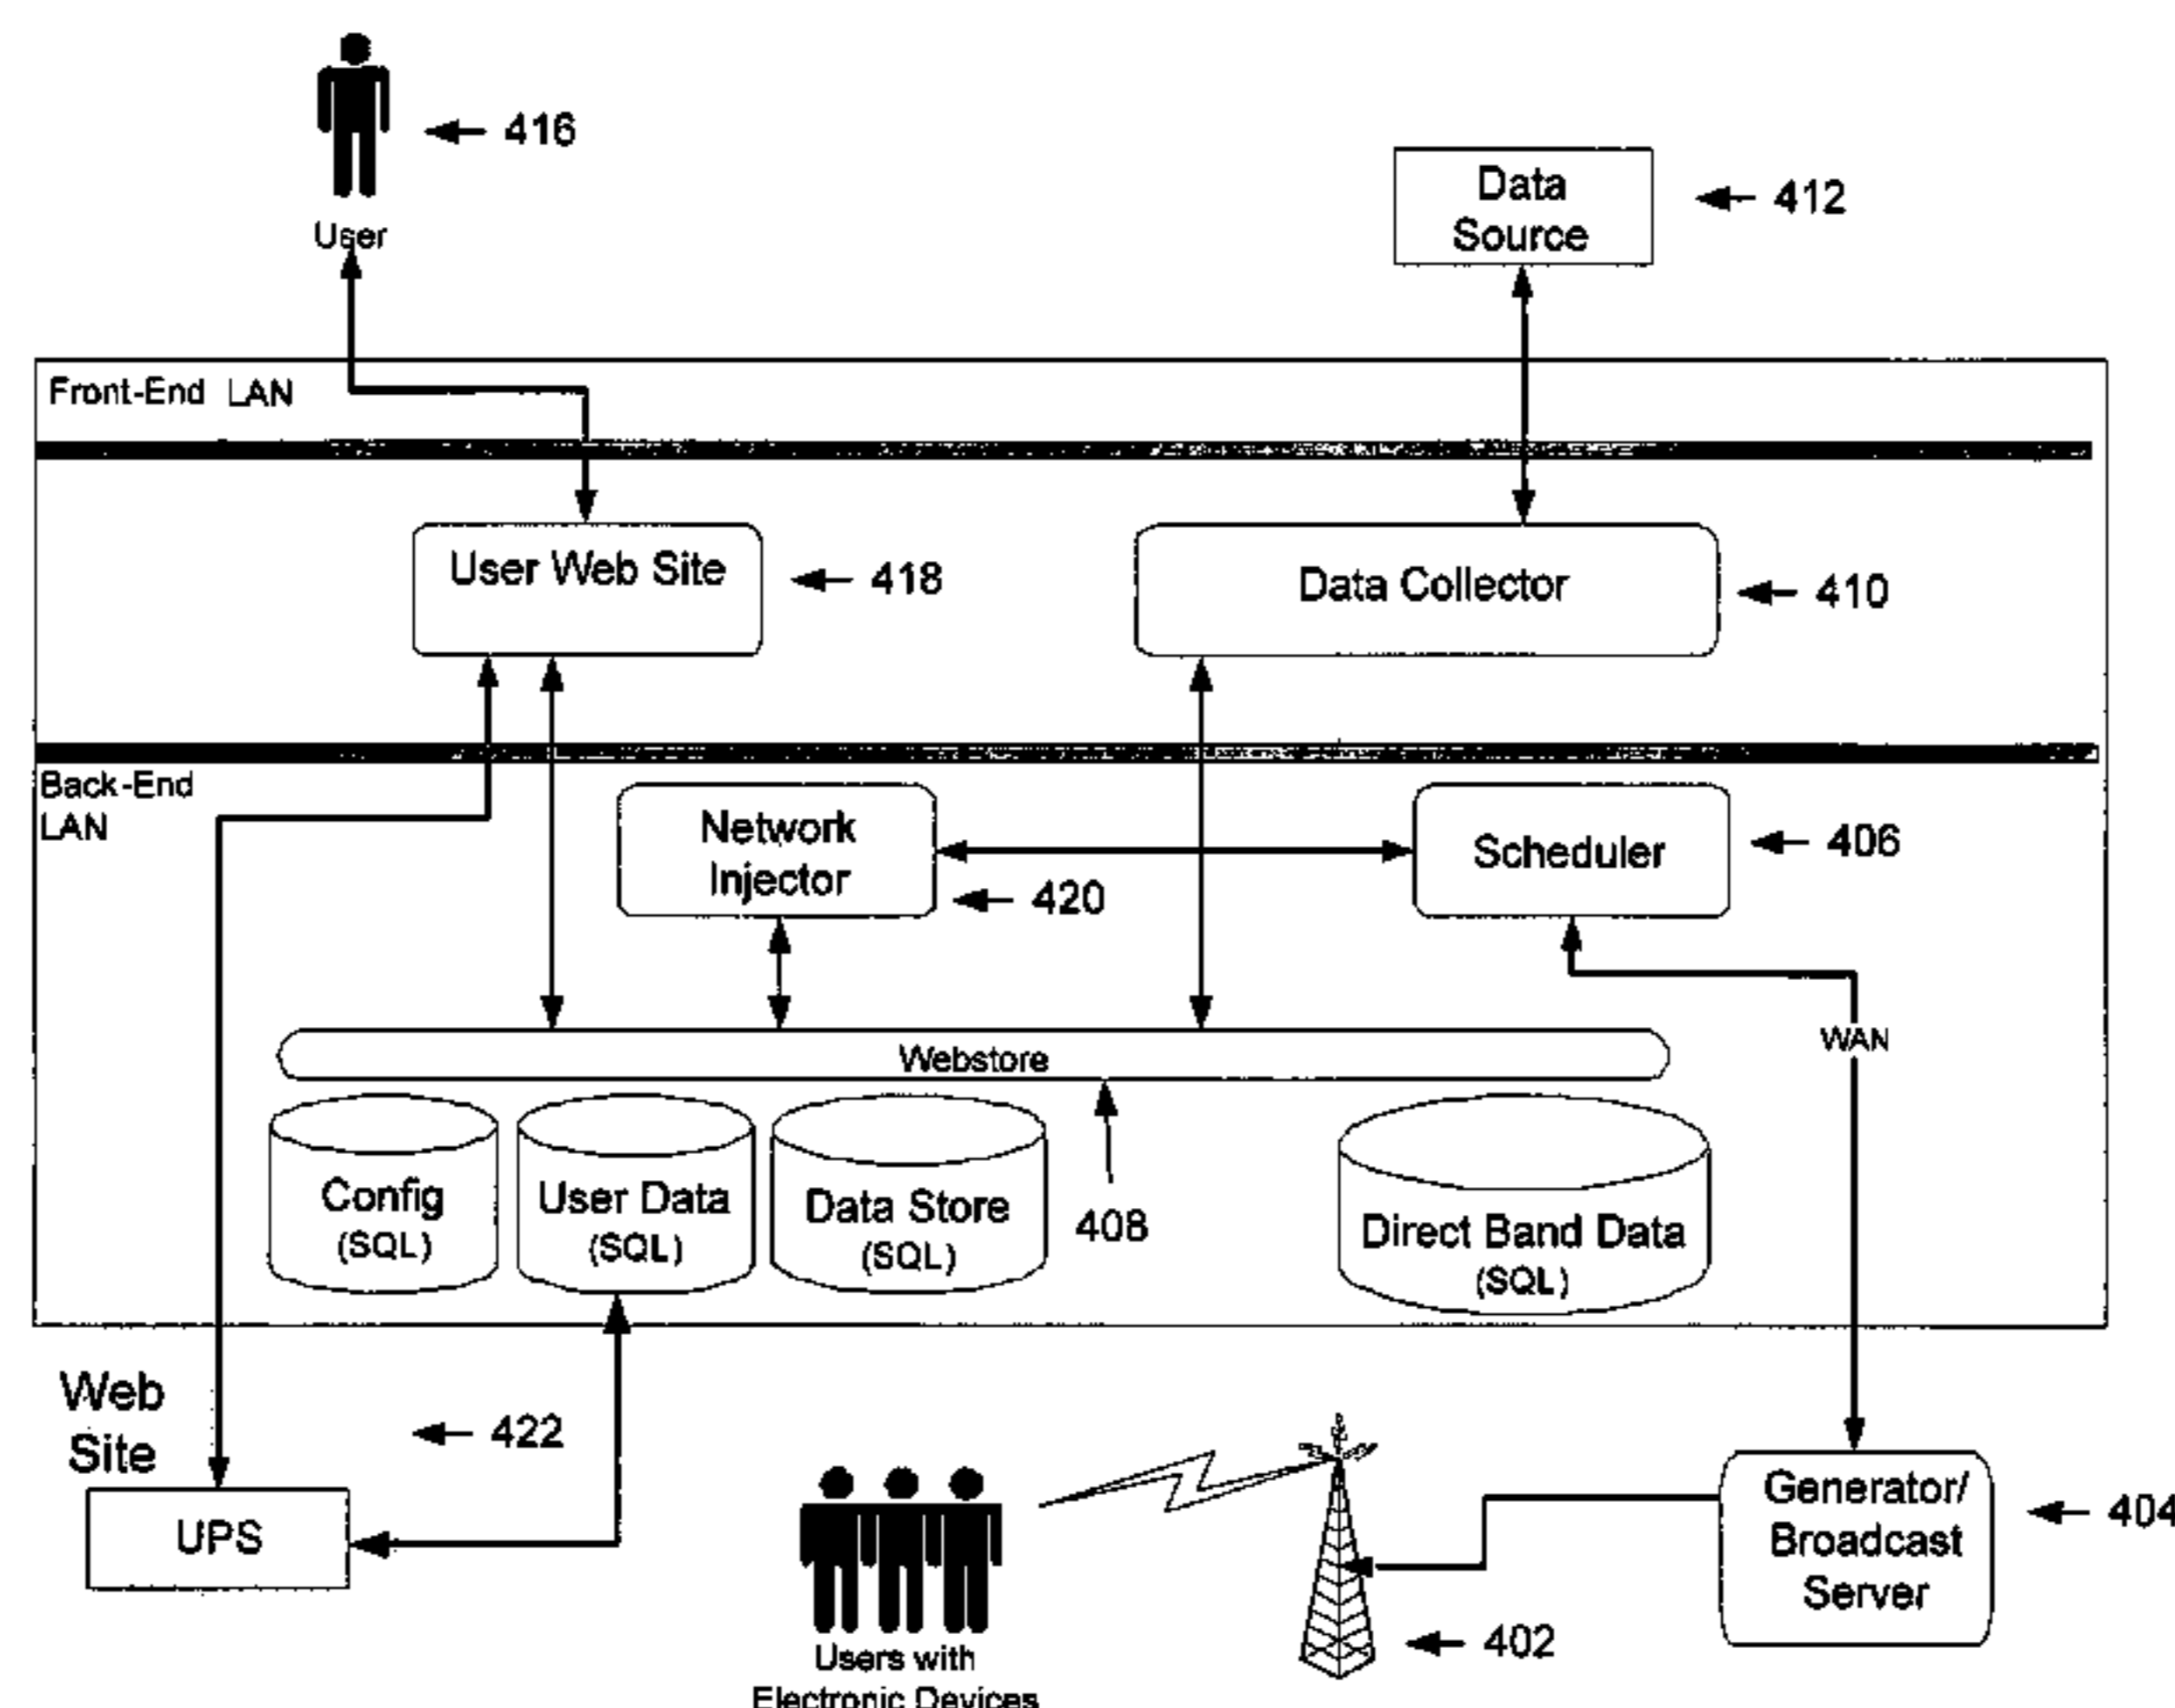 416
User
Data
Source
412
Front-End LAN
User Web Site
418
Data Collector
410
Back-End
LAN
Network
Injector
420
Scheduler
406
WAN
Webstore
Config
(SQL)
User Data
(SQL)
Data Store
(SQL)
408
Direct Band Data
(SQL)
Web
Site
422
UPS
Generator/
Broadcast
Server
404
402
Users with
Electronic Devices